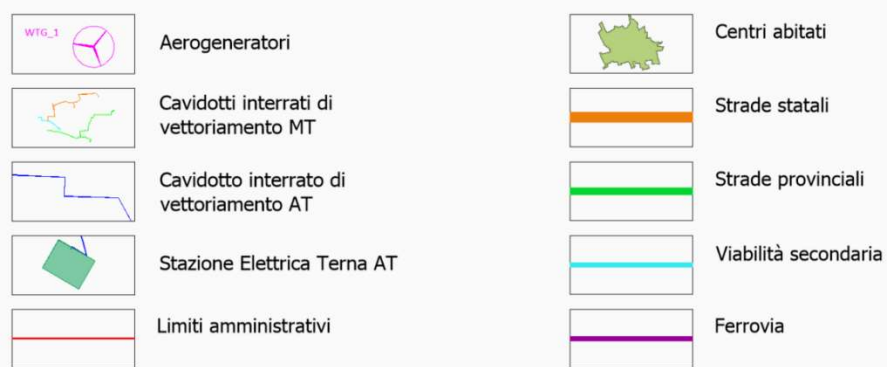 WTG_1
Aerogeneratori
Cavidotti interrati di
vettoriamento MT
Cavidotto interrato di
vettoriamento AT
Stazione Elettrica Terna AT
Limiti amministrativi
Centri abitati
Strade statali
Strade provinciali
Viabilità secondaria
Ferrovia